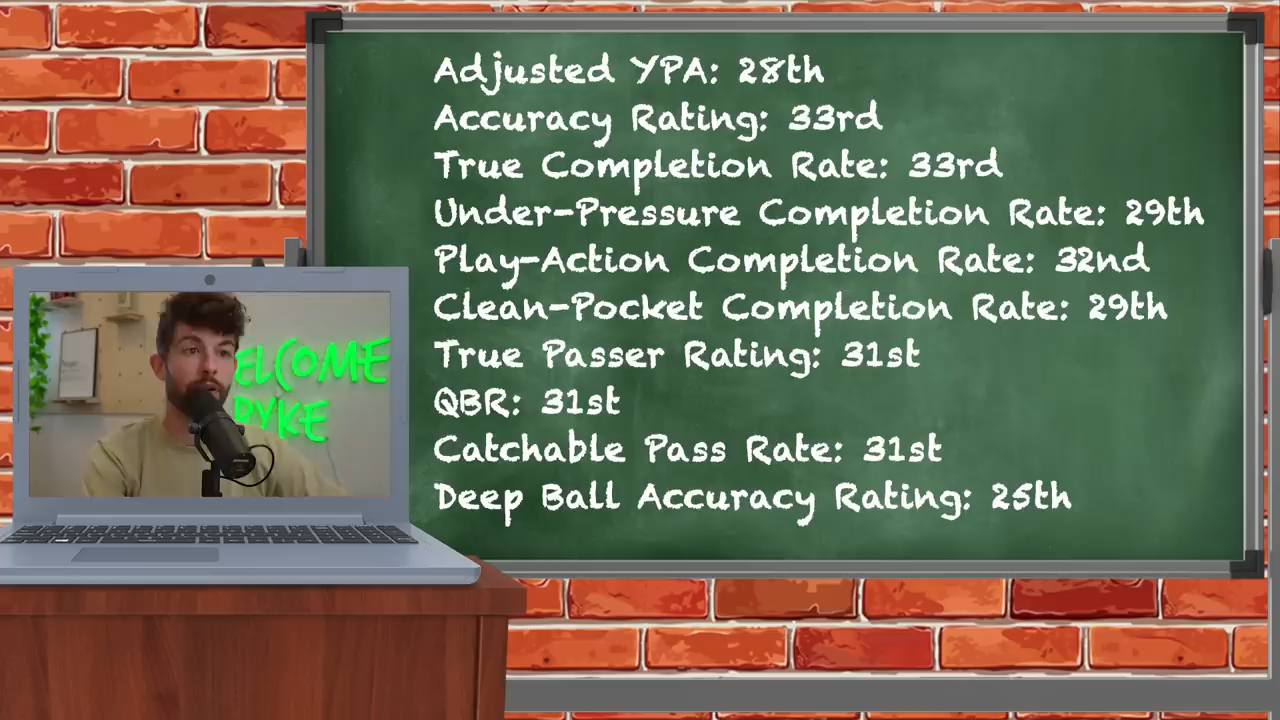 Adjusted YPA: 28th
Accuracy Rating: 33rd
True Completion Rate: 33rd
Under-Pressure Completion Rate: 29th
Play-Action Completion Rate: 32nd
Clean-Pocket Completion Rate: 29th
True Passer Rating: 31st
QBR: 31st
Catchable Pass Rate: 31st
Deep Ball Accuracy Rating: 25th
ELCOME
PYKE